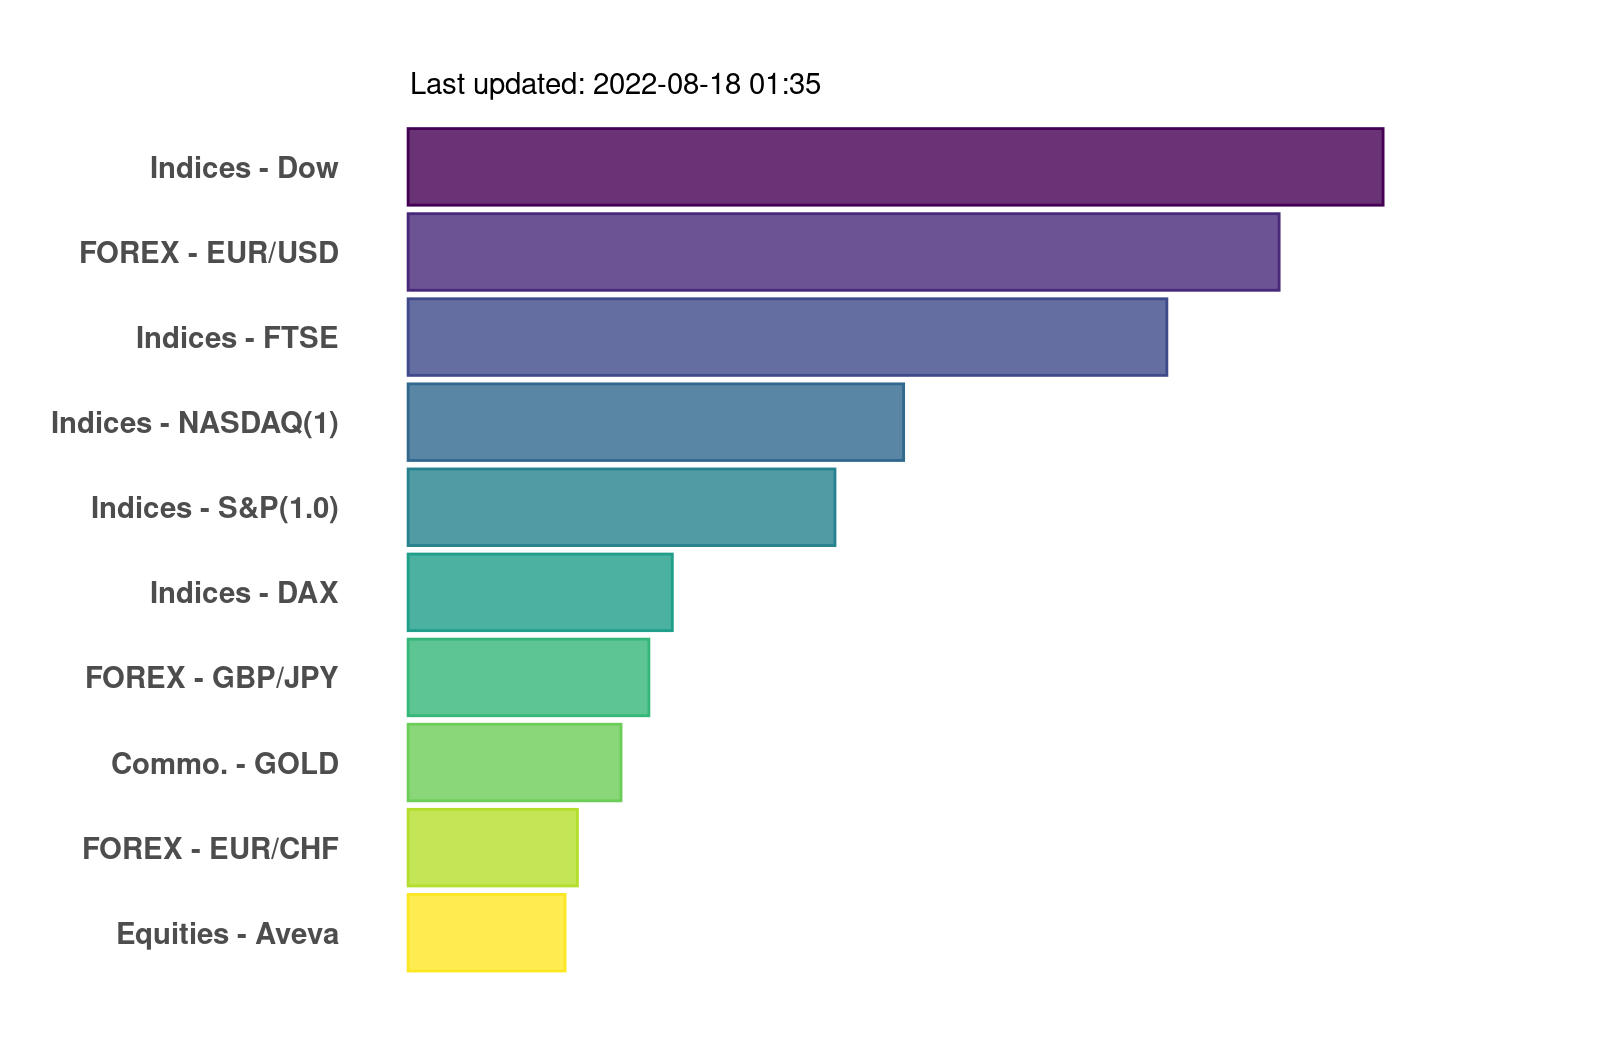 Last updated: 2022-08-18 01:35
Indices - Dow
FOREX - EUR/USD
Indices - FTSE
Indices - NASDAQ(1)
Indices - S&P(1.0)
Indices - DAX
FOREX - GBP/JPY
Commo. - GOLD
FOREX - EUR/CHF
Equities - Aveva